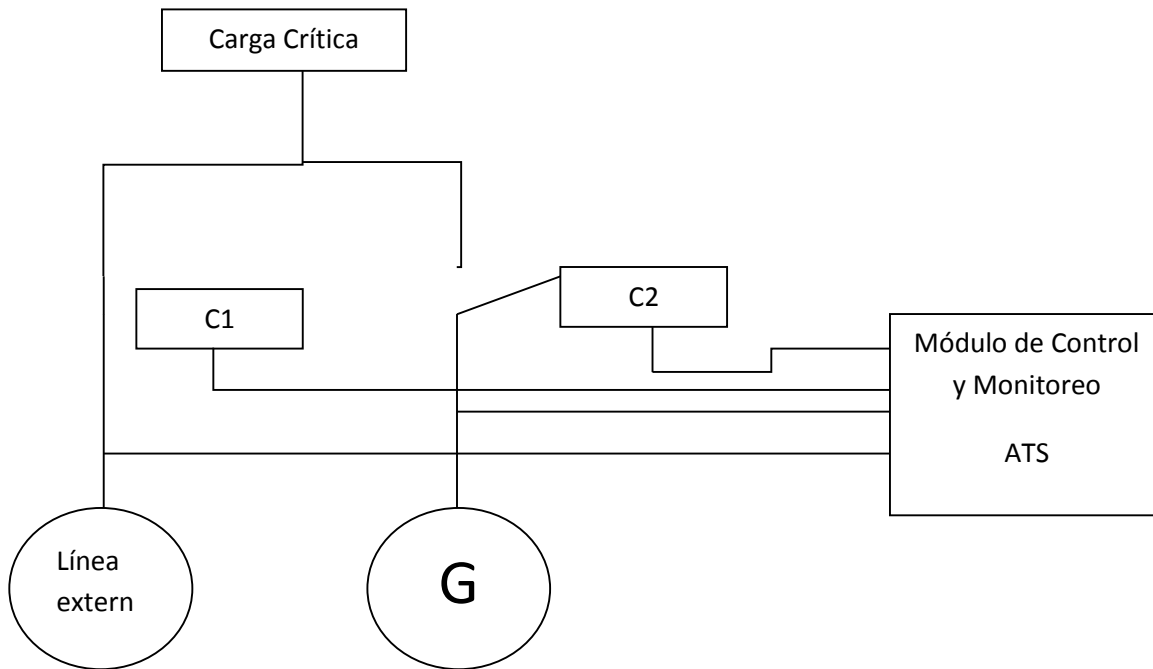 Carga Crítica
C1
C2
Módulo de Control
y Monitoreo
ATS
Línea
extern
G